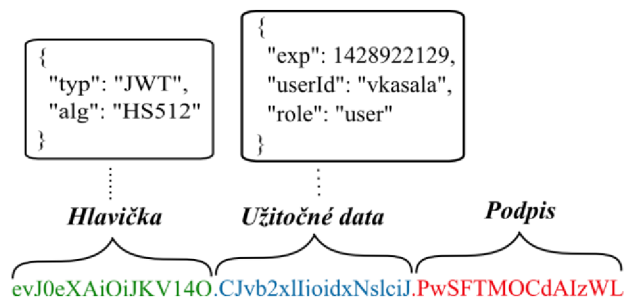 {
"typ": "JWT",
"alg": "HS512"
}
{
"exp": 1428922129,
"userId": "vkasala",
"role": "user"
}
Hlavička
Užitočné data
Podpis
evJ0eXAiOiJKV14O.CJvb2xlIioidxNslciJ.PwSFTMOCdAIzWL